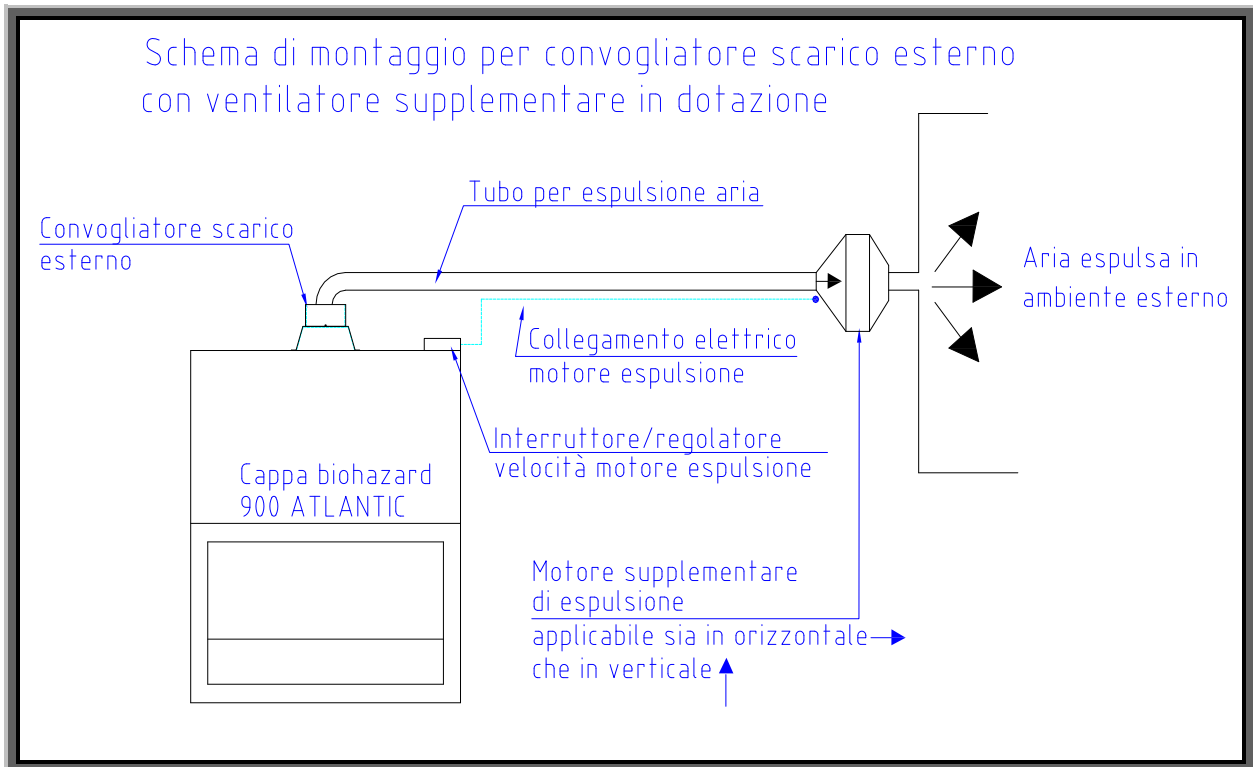 Schema di montaggio per convogliatore scarico esterno
con ventilatore supplementare in dotazione
Tubo per espulsione aria
Convogliatore scarico
esterno
Aria espulsa in
ambiente esterno
Collegamento elettrico
motore espulsione
Interruttore/regolatore
velocità motore espulsione
Cappa biohazard
900 ATLANTIC
Motore supplementare
di espulsione
applicabile sia in orizzontale
che in verticale